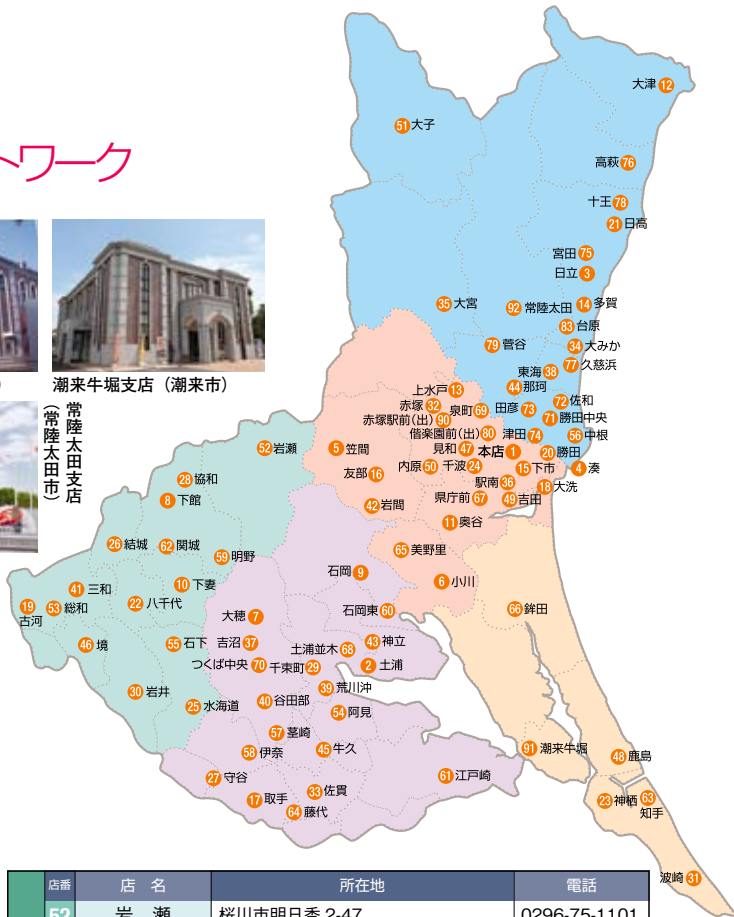 トワーク
潮来牛堀支店（潮来市）
常陸太田支店
（常陸太田市）
大津 12
51 大子
高萩 76
十王 78
21 日高
宮田 75
日立 3
35 大宮
92 常陸太田
14 多賀
83 台原
79 菅谷
34 大みか
77 久慈浜
東海 38
44 那珂
上水戸 13
赤塚 32
泉町 69
田彦 73
72 佐和
赤塚駅前(出) 90
71 勝田中央
偕楽園前(出) 80
津田 74
56 中根
52 岩瀬
5 笠間
見和 47
本店 1
20 勝田
友部 16
内原 50
千波 24
15 下市
4 湊
28 協和
駅南 36
18 大洗
8 下館
42 岩間
県庁前 67
49 吉田
11 奥谷
26 結城
62 関城
59 明野
65 美野里
石岡 9
6 小川
41 三和
10 下妻
19 古河
53 総和
22 八千代
大穂 7
石岡東 60
66 鉾田
46 境
55 石下
吉沼 37
土浦並木 68
43 神立
つくば中央 70
千束町 29
2 土浦
30 岩井
25 水海道
40 谷田部
39 荒川沖
54 阿見
57 茎崎
58 伊奈
45 牛久
91 潮来牛堀
48 鹿島
27 守谷
61 江戸崎
17 取手
33 佐貫
64 藤代
23 神栖
63 知手
波崎 31
店番 店 名 所在地 電話
52 岩 瀬 桜川市明日香 2-47 0296-75-1101